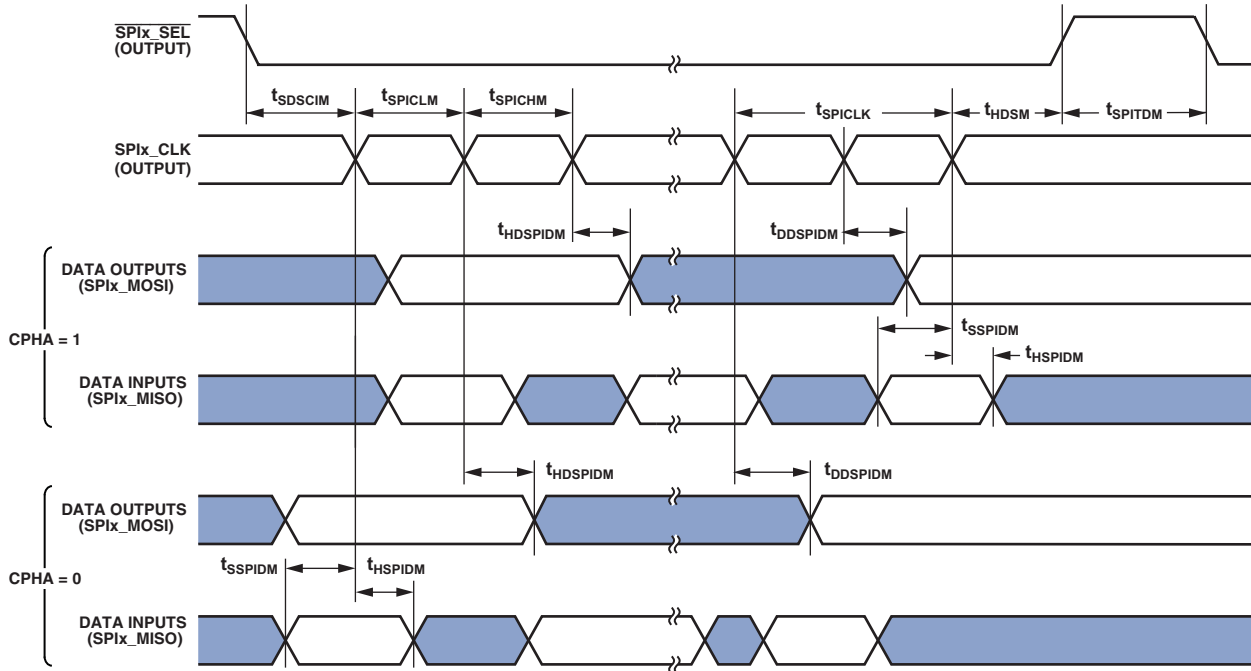 SPIx_SEL
(OUTPUT)
tSDSCIM tSPICLM tSPICHM tSPICLK tHDSM tSPITDM
SPIx_CLK
(OUTPUT)
tHDSPIDM tDDSPIDM
CPHA = 1
DATA OUTPUTS
(SPIx_MOSI)
tSSPIDM
tHSPIDM
DATA INPUTS
(SPIx_MISO)
tHDSPIDM tDDSPIDM
CPHA = 0
DATA OUTPUTS
(SPIx_MOSI)
tSSPIDM tHSPIDM
DATA INPUTS
(SPIx_MISO)